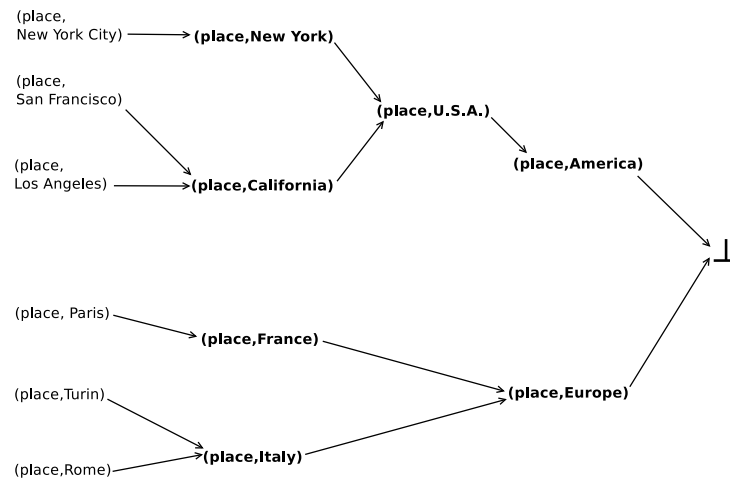 (place,
New York City)
(place,New York)
(place,
San Francisco)
(place,U.S.A.)
(place,
Los Angeles)
(place,California)
(place,America)
⊥
(place, Paris)
(place,France)
(place,Turin)
(place,Europe)
(place,Italy)
(place,Rome)